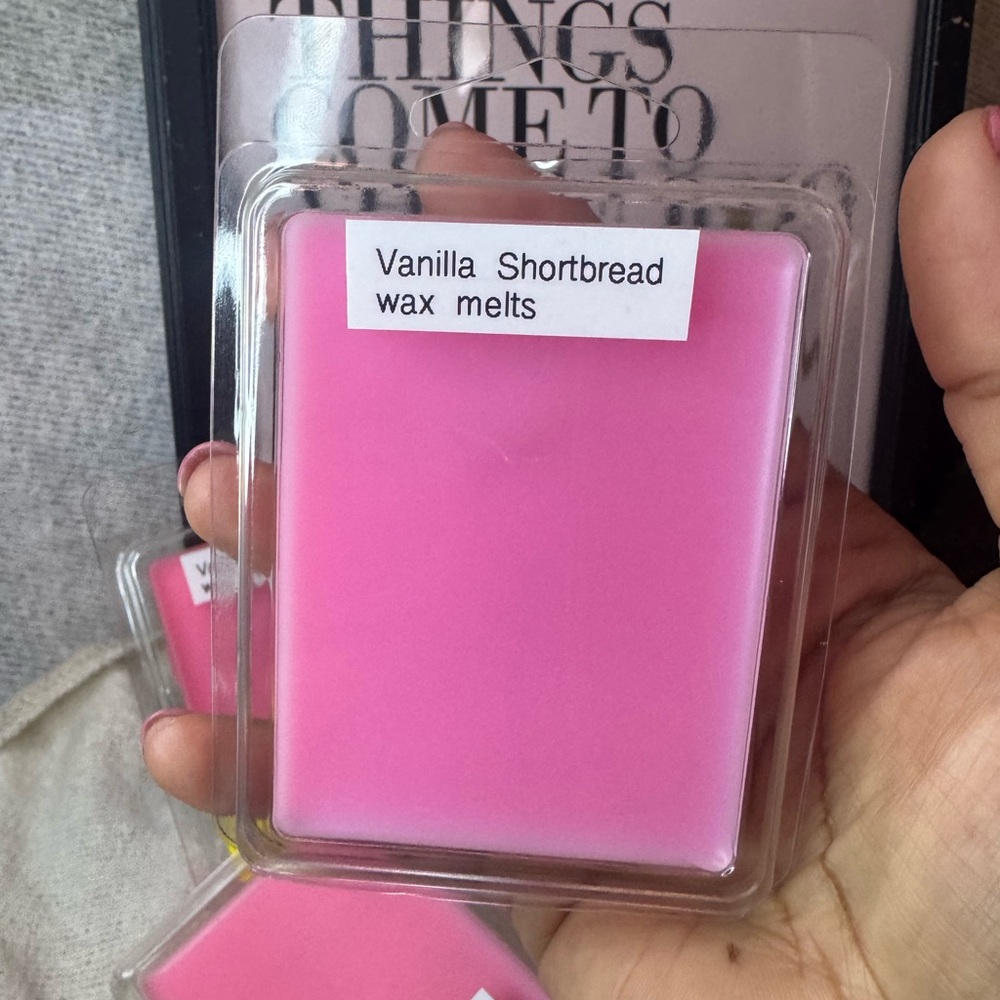 THINGS
COME TO
Vanilla Shortbread
wax melts